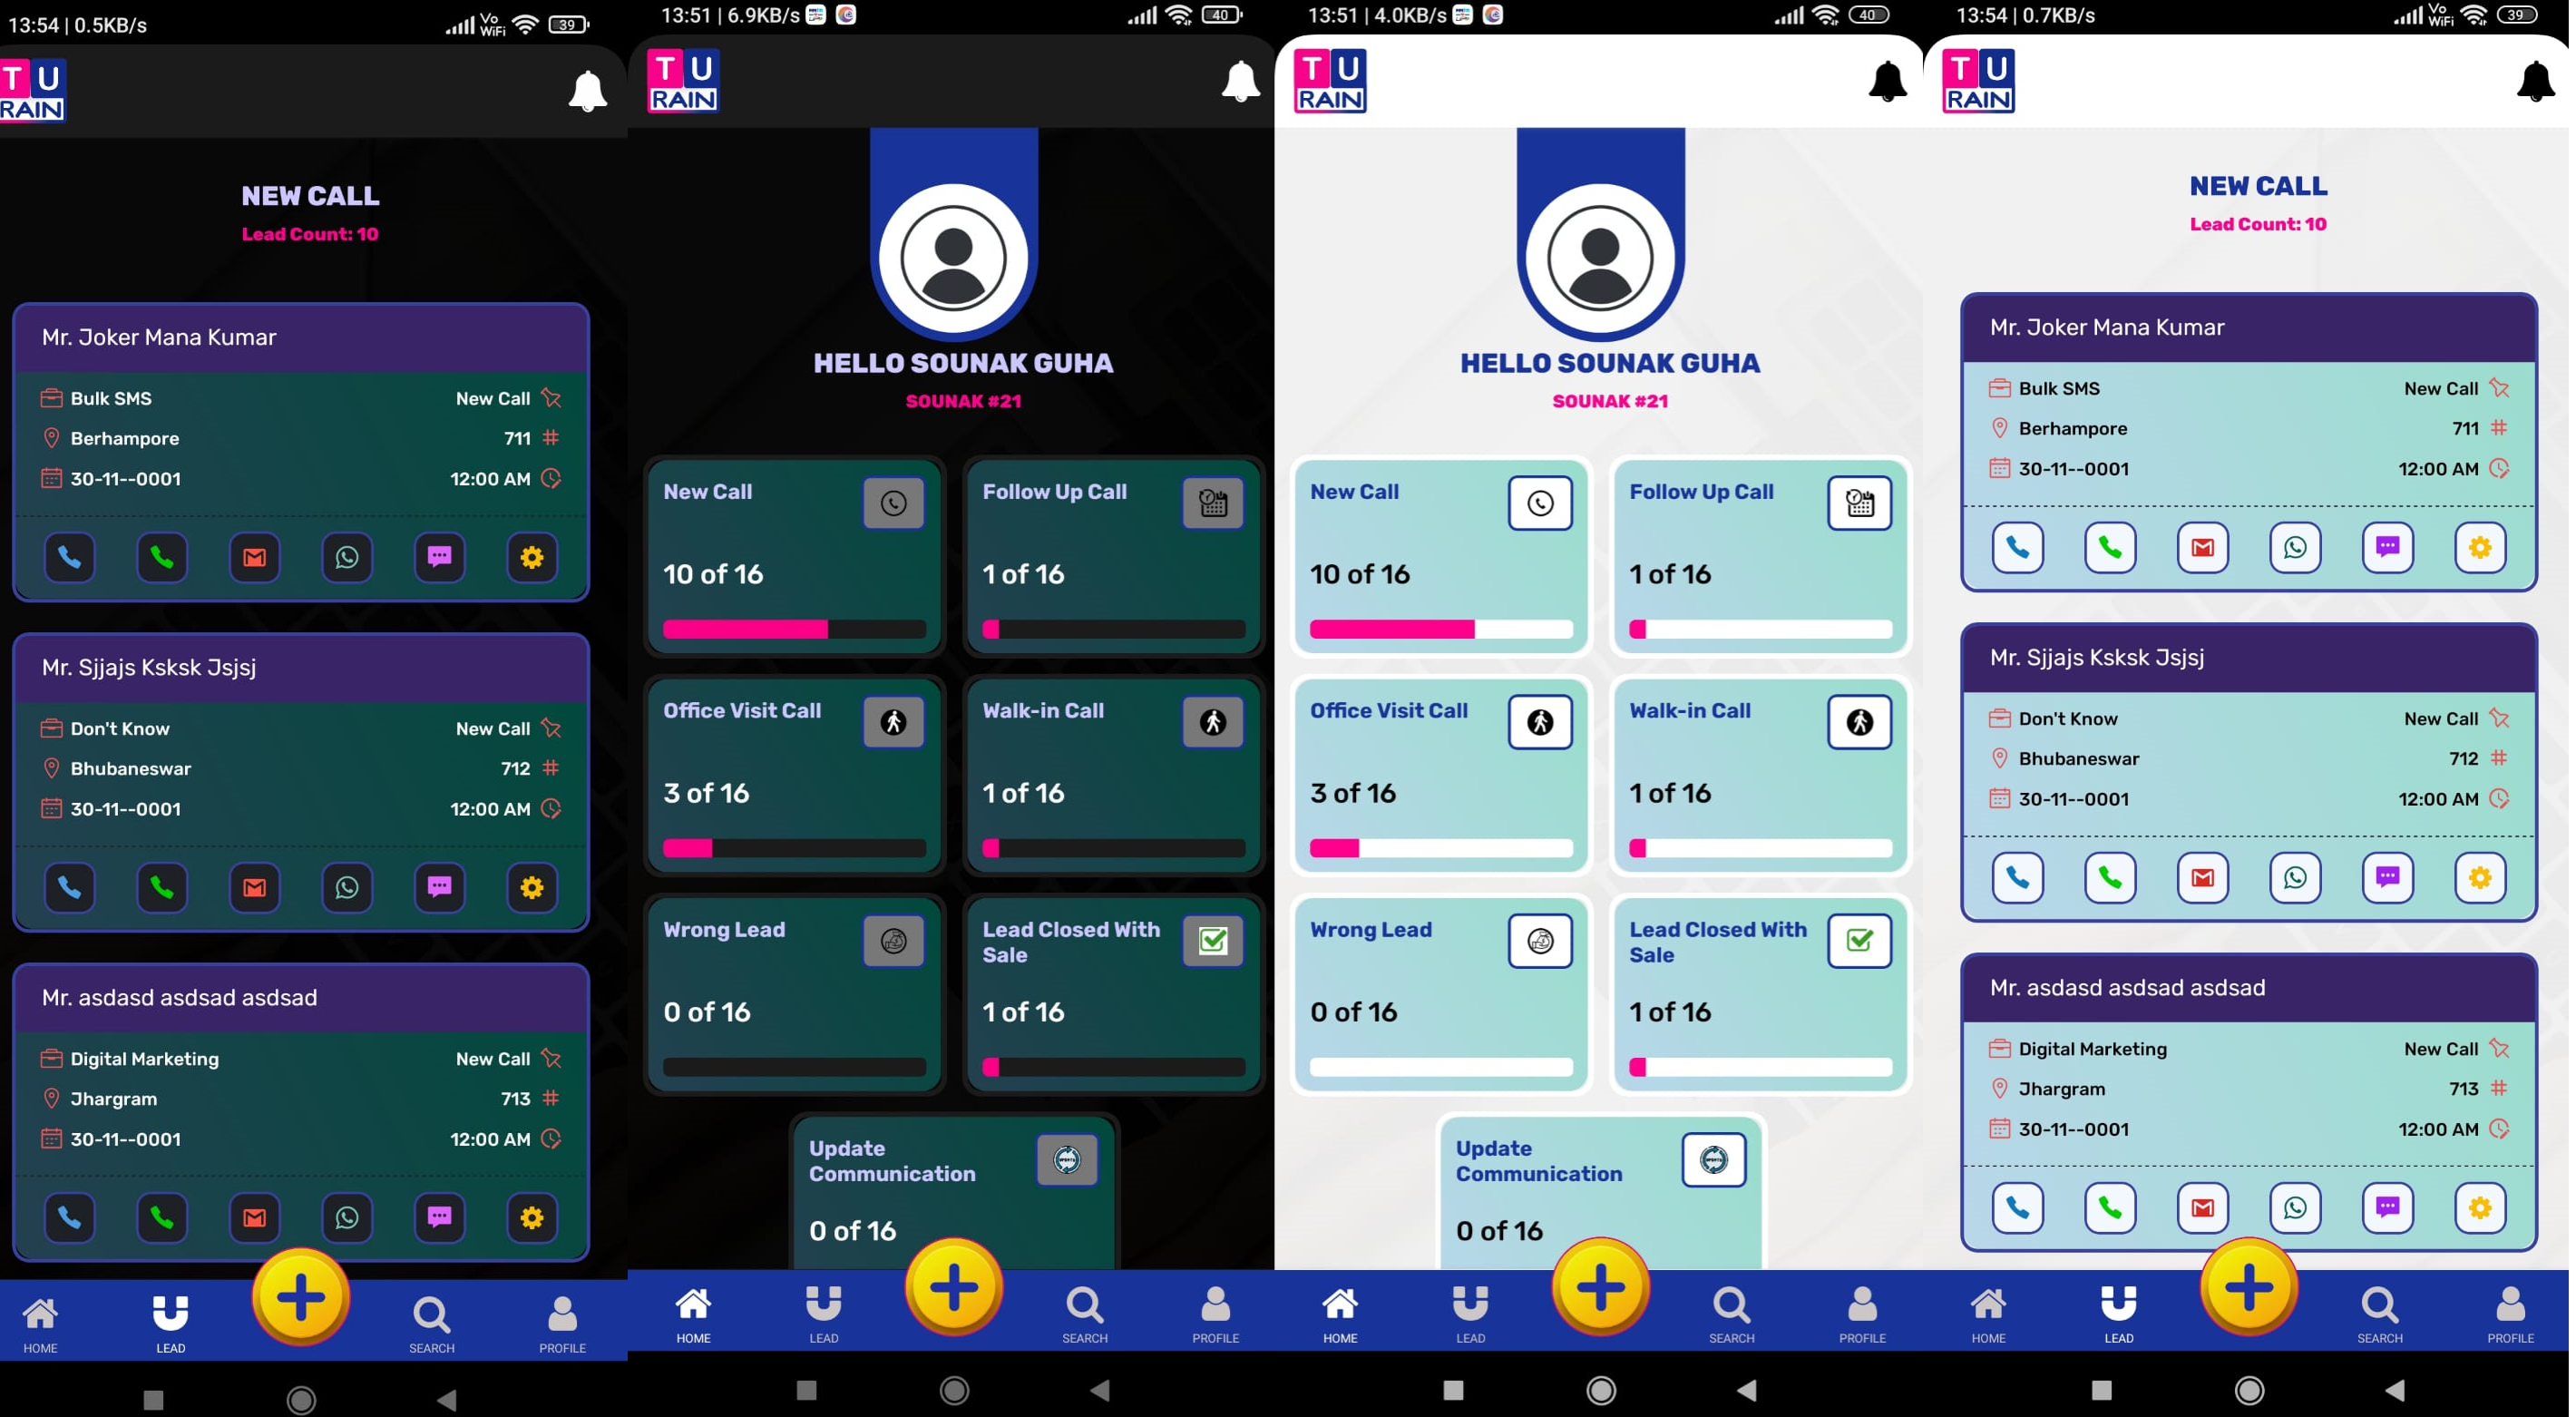 13:54 | 0.5KB/s
Vo
WiFi
39
T U
RAIN
NEW CALL
Lead Count: 10
Mr. Joker Mana Kumar
Bulk SMS
New Call
Berhampore
711 #
30-11--0001
12:00 AM
Mr. Sjjajs Ksksk Jsjsj
Don't Know
New Call
Bhubaneswar
712 #
30-11--0001
12:00 AM
Mr. asdasd asdsad asdsad
Digital Marketing
New Call
Jhargram
713 #
30-11--0001
12:00 AM
HOME
LEAD
SEARCH
PROFILE
13:51 | 6.9KB/s
40
T U
RAIN
HELLO SOUNAK GUHA
SOUNAK #21
New Call
10 of 16
Follow Up Call
1 of 16
Office Visit Call
3 of 16
Walk-in Call
1 of 16
Wrong Lead
0 of 16
Lead Closed With
Sale
1 of 16
Update
Communication
0 of 16
HOME
LEAD
SEARCH
PROFILE
13:51 | 4.0KB/s
40
T U
RAIN
HELLO SOUNAK GUHA
SOUNAK #21
New Call
10 of 16
Follow Up Call
1 of 16
Office Visit Call
3 of 16
Walk-in Call
1 of 16
Wrong Lead
0 of 16
Lead Closed With
Sale
1 of 16
Update
Communication
0 of 16
HOME
LEAD
SEARCH
PROFILE
13:54 | 0.7KB/s
Vo
WiFi
39
T U
RAIN
NEW CALL
Lead Count: 10
Mr. Joker Mana Kumar
Bulk SMS
New Call
Berhampore
711 #
30-11--0001
12:00 AM
Mr. Sjjajs Ksksk Jsjsj
Don't Know
New Call
Bhubaneswar
712 #
30-11--0001
12:00 AM
Mr. asdasd asdsad asdsad
Digital Marketing
New Call
Jhargram
713 #
30-11--0001
12:00 AM
HOME
LEAD
SEARCH
PROFILE